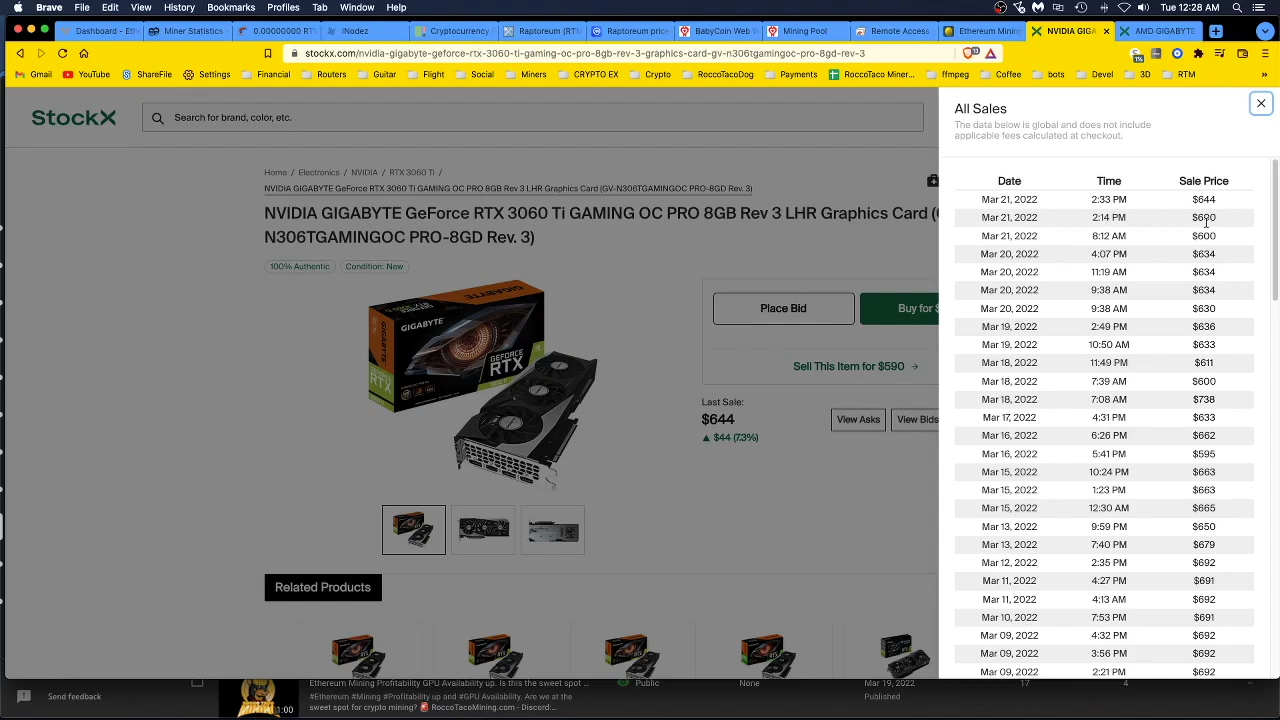 Brave File Edit View History Bookmarks Profiles Tab Window Help
Tue 12:28 AM
Dashboard - Eth
Miner Statistics -
0.00000000 RT
iNodez
Cryptocurrency
Raptoreum (RTM
Raptoreum price
BabyCoin Web W
Mining Pool
Remote Access
Ethereum Mining
NVIDIA GIGA
AMD GIGABYTE
stockx.com/nvidia-gigabyte-geforce-rtx-3060-ti-gaming-oc-pro-8gb-rev-3-graphics-card-gv-n306tgamingoc-pro-8gd-rev-3
Gmail YouTube ShareFile Settings Financial Routers Guitar Flight Social Miners CRYPTO EX Crypto RoccoTacoDog Payments RoccoTaco Miner... ffmpeg Coffee bots Devel 3D RTM »
StockX
Search for brand, color, etc.
Home / Electronics / NVIDIA / RTX 3060 Ti /
NVIDIA GIGABYTE GeForce RTX 3060 Ti GAMING OC PRO 8GB Rev 3 LHR Graphics Card (GV-N306TGAMINGOC-PRO-8GD Rev. 3)
NVIDIA GIGABYTE GeForce RTX 3060 Ti GAMING OC PRO 8GB Rev 3 LHR Graphics Card (
N306TGAMINGOC PRO-8GD Rev. 3)
100% Authentic
Condition: New
GIGABYTE
GEFORCE
RTX
Place Bid
Buy for $
Sell This Item for $590 →
Last Sale:
$644
▲ $44 (7.3%)
View Asks
View Bids
Related Products
All Sales
The data below is global and does not include
applicable fees calculated at checkout.
Date Time Sale Price
Mar 21, 2022 2:33 PM $644
Mar 21, 2022 2:14 PM $600
Mar 21, 2022 8:12 AM $600
Mar 20, 2022 4:07 PM $634
Mar 20, 2022 11:19 AM $634
Mar 20, 2022 9:38 AM $634
Mar 20, 2022 9:38 AM $630
Mar 19, 2022 2:49 PM $636
Mar 19, 2022 10:50 AM $633
Mar 18, 2022 11:49 PM $611
Mar 18, 2022 7:39 AM $600
Mar 18, 2022 7:08 AM $738
Mar 17, 2022 4:31 PM $633
Mar 16, 2022 6:26 PM $662
Mar 16, 2022 5:41 PM $595
Mar 15, 2022 10:24 PM $663
Mar 15, 2022 1:23 PM $663
Mar 15, 2022 12:30 AM $665
Mar 13, 2022 9:59 PM $650
Mar 13, 2022 7:40 PM $679
Mar 12, 2022 2:35 PM $692
Mar 11, 2022 4:27 PM $691
Mar 11, 2022 4:13 AM $692
Mar 10, 2022 7:53 PM $691
Mar 09, 2022 4:32 PM $692
Mar 09, 2022 3:56 PM $692
Mar 09, 2022 2:21 PM $692
Send feedback
1:00
Ethereum Mining Profitability GPU Availability up. Is this the sweet spot ...
#Ethereum #Mining #Profitability up and #GPU Availability. Are we at the
sweet spot for crypto mining? RoccoTacoMining.com - Discord:...
Public
None
Mar 19, 2022
Published
17
4